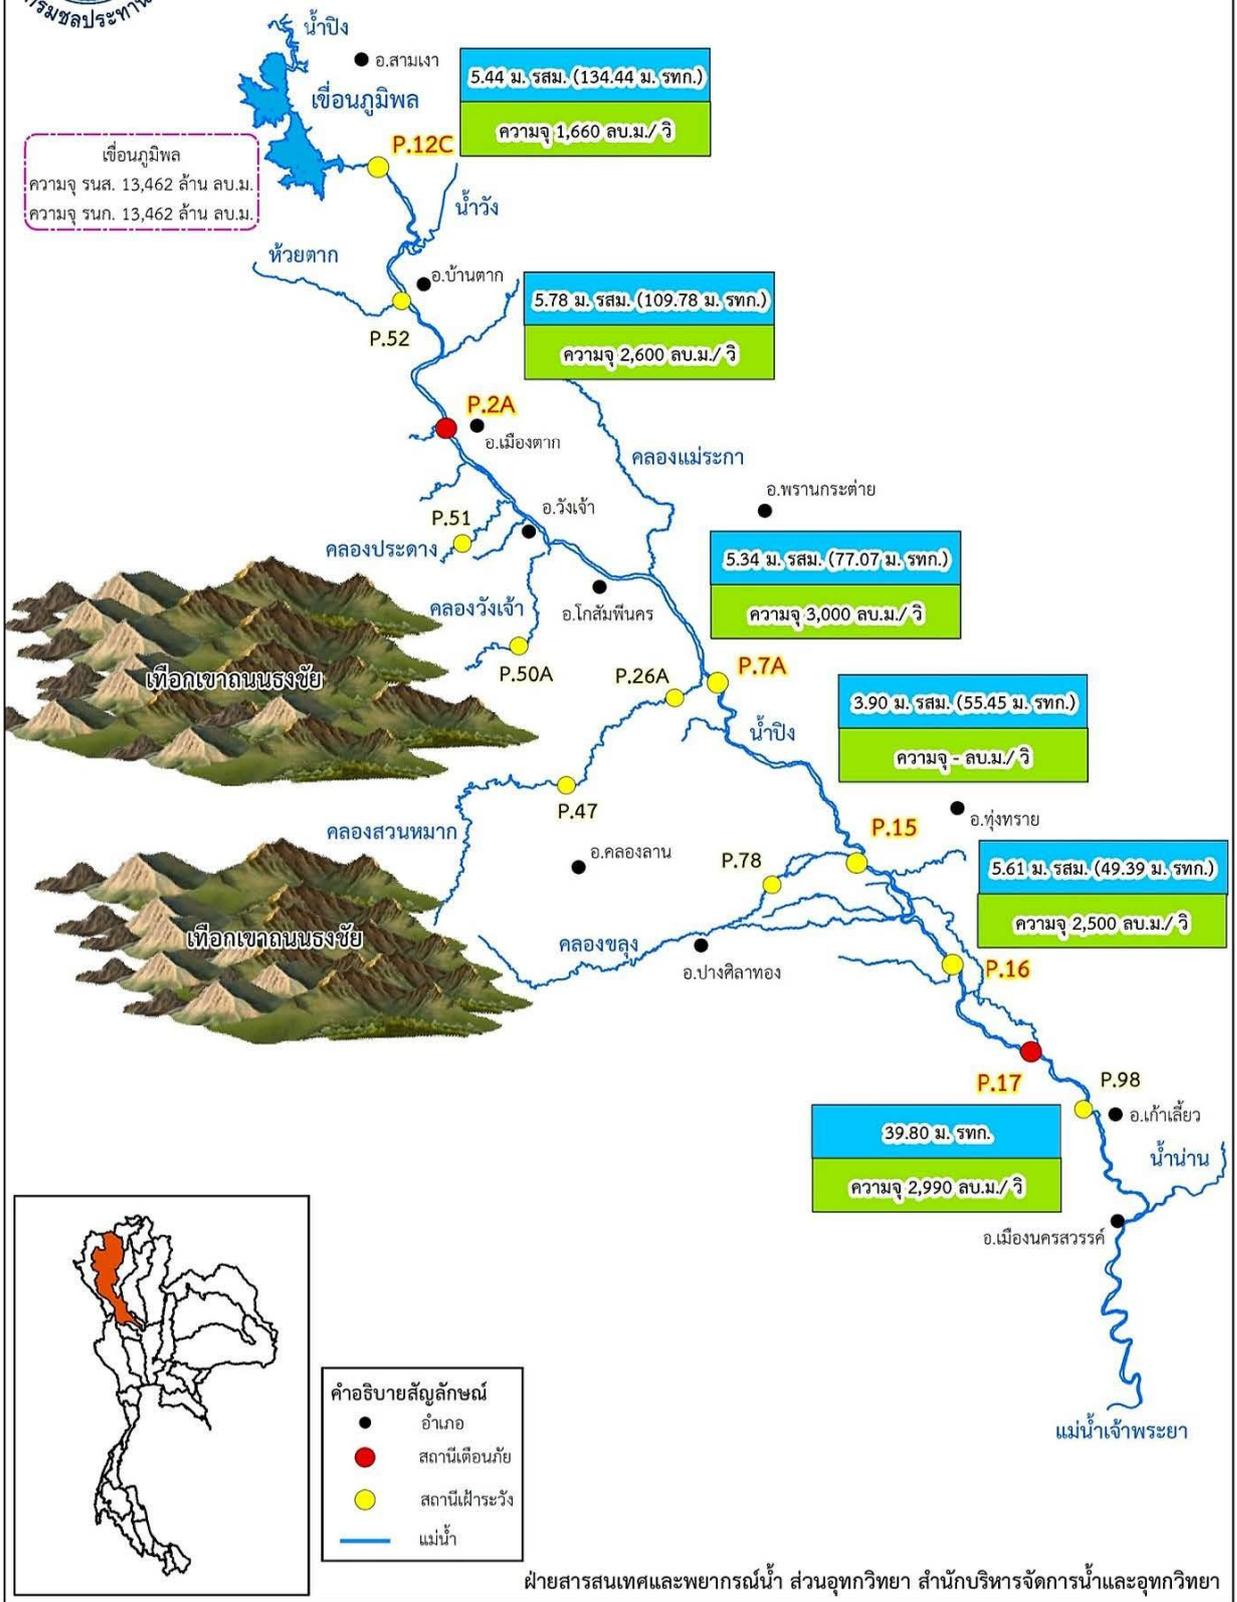 กรมชลประทาน
น้ำปิง
อ.สามเงา
เขื่อนภูมิพล
5.44 ม. รสม. (134.44 ม. รทก.)
ความจุ 1,660 ลบ.ม./ วิ
P.12C
เขื่อนภูมิพล
ความจุ รนส. 13,462 ล้าน ลบ.ม.
ความจุ รนก. 13,462 ล้าน ลบ.ม.
น้ำวัง
ห้วยตาก
อ.บ้านตาก
5.78 ม. รสม. (109.78 ม. รทก.)
ความจุ 2,600 ลบ.ม./ วิ
P.52
P.2A
อ.เมืองตาก
คลองแม่ระกา
อ.พรานกระต่าย
อ.วังเจ้า
P.51
คลองประดาง
5.34 ม. รสม. (77.07 ม. รทก.)
ความจุ 3,000 ลบ.ม./ วิ
คลองวังเจ้า
อ.โกสัมพีนคร
P.50A
P.26A
P.7A
เทือกเขาถนนธงชัย
3.90 ม. รสม. (55.45 ม. รทก.)
ความจุ - ลบ.ม./ วิ
น้ำปิง
P.47
คลองสวนหมาก
P.15
อ.ทุ่งทราย
อ.คลองลาน
P.78
5.61 ม. รสม. (49.39 ม. รทก.)
ความจุ 2,500 ลบ.ม./ วิ
เทือกเขาถนนธงชัย
คลองขลุง
อ.ปางศิลาทอง
P.16
P.17
P.98
อ.เก้าเลี้ยว
39.80 ม. รทก.
ความจุ 2,990 ลบ.ม./ วิ
น้ำน่าน
อ.เมืองนครสวรรค์
แม่น้ำเจ้าพระยา
คำอธิบายสัญลักษณ์
อำเภอ
สถานีเตือนภัย
สถานีเฝ้าระวัง
แม่น้ำ
ฝ่ายสารสนเทศและพยากรณ์น้ำ ส่วนอุทกวิทยา สำนักบริหารจัดการน้ำและอุทกวิทยา